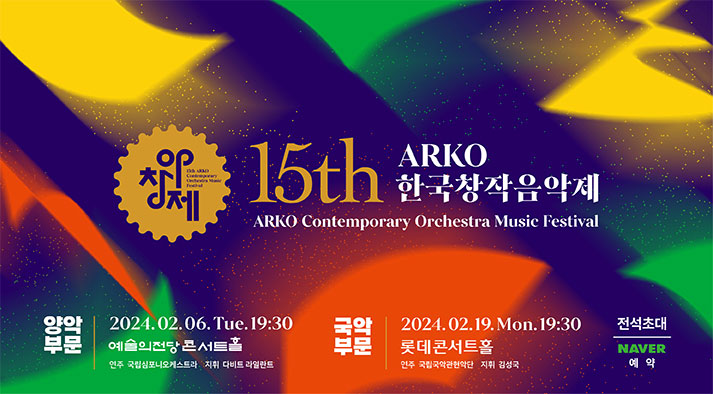 창
악
제
15th ARKO
Contemporary
Orchestra Music
Festival
15th
ARKO
한국창작음악제
ARKO Contemporary Orchestra Music Festival
양악
부문
2024.02.06.Tue.19:30
예술의전당 콘서트홀
연주 국립심포니오케스트라 지휘 다비트 라일란트
국악
부문
2024.02.19.Mon.19:30
롯데콘서트홀
연주 국립국악관현악단 지휘 김성국
전석초대
NAVER
예약